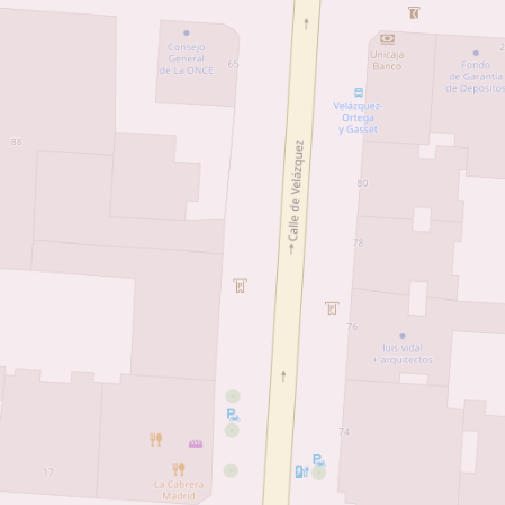 Consejo
General
de La ONCE
65
Unicaja
Banco
2
Fondo
de Garantía
de Depósitos
Velázquez-
Ortega
y Gasset
88
Calle de Velázquez
80
78
76
luis vidal
+ arquitectos
74
17
La Cabrera
Madrid